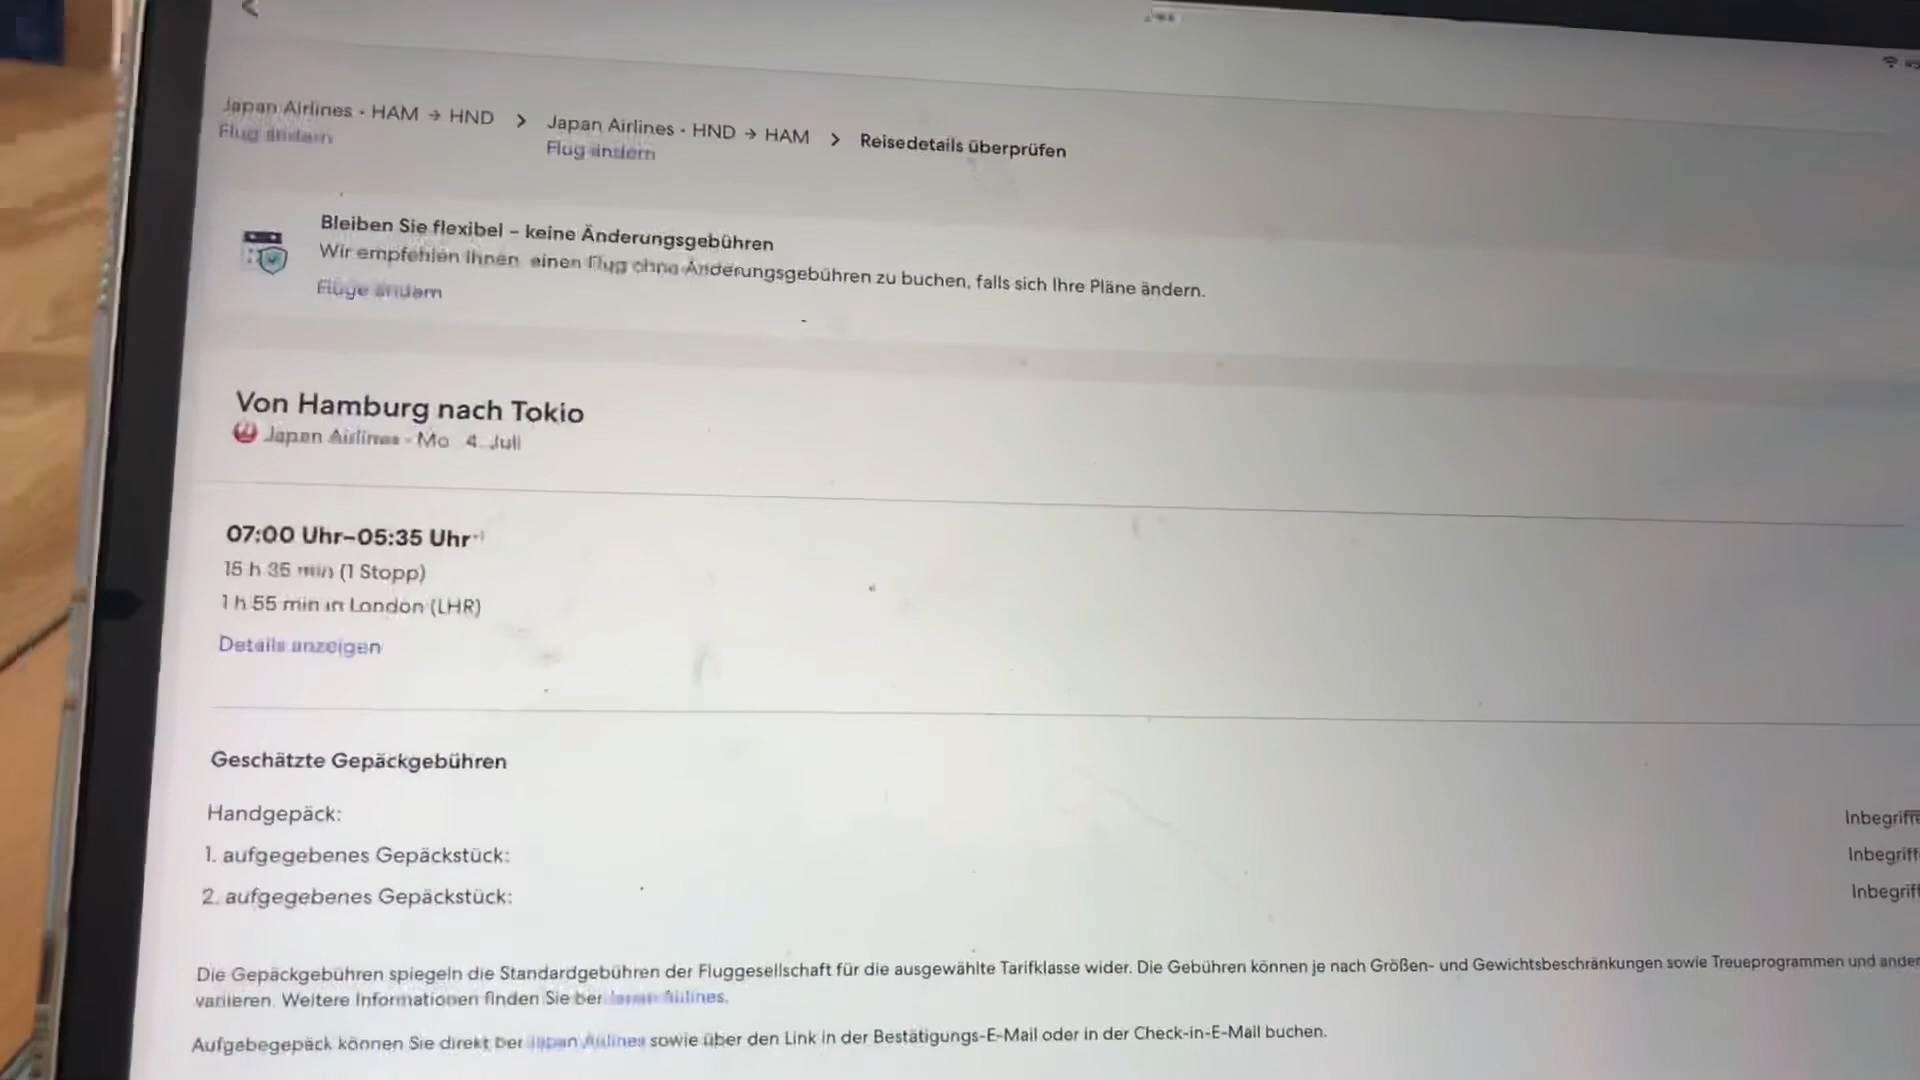 Japan Airlines • HAM → HND > Japan Airlines • HND → HAM > Reisedetails überprüfen
Flug ändern Flug ändern
Bleiben Sie flexibel – keine Änderungsgebühren
Wir empfehlen Ihnen, einen Flug ohne Änderungsgebühren zu buchen, falls sich Ihre Pläne ändern.
Flüge ändern
Von Hamburg nach Tokio
Japan Airlines • Mo., 4. Juli
07:00 Uhr–05:35 Uhr+1
15 h 35 min (1 Stopp)
1 h 55 min in London (LHR)
Details anzeigen
Geschätzte Gepäckgebühren
Handgepäck: Inbegriffe
1. aufgegebenes Gepäckstück: Inbegriff
2. aufgegebenes Gepäckstück: Inbegriff
Die Gepäckgebühren spiegeln die Standardgebühren der Fluggesellschaft für die ausgewählte Tarifklasse wider. Die Gebühren können je nach Größen- und Gewichtsbeschränkungen sowie Treueprogrammen und ander
variieren. Weitere Informationen finden Sie bei Japan Airlines.
Aufgabegepäck können Sie direkt bei Japan Airlines sowie über den Link in der Bestätigungs-E-Mail oder in der Check-in-E-Mail buchen.